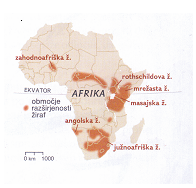 zahodnoafriška ž.
rothschildova ž.
EKVATOR
AFRIKA
mrežasta ž.
masajska ž.
območje
razširjenosti
žiraf
angolska ž.
južnoafriška ž.
0 km 1000